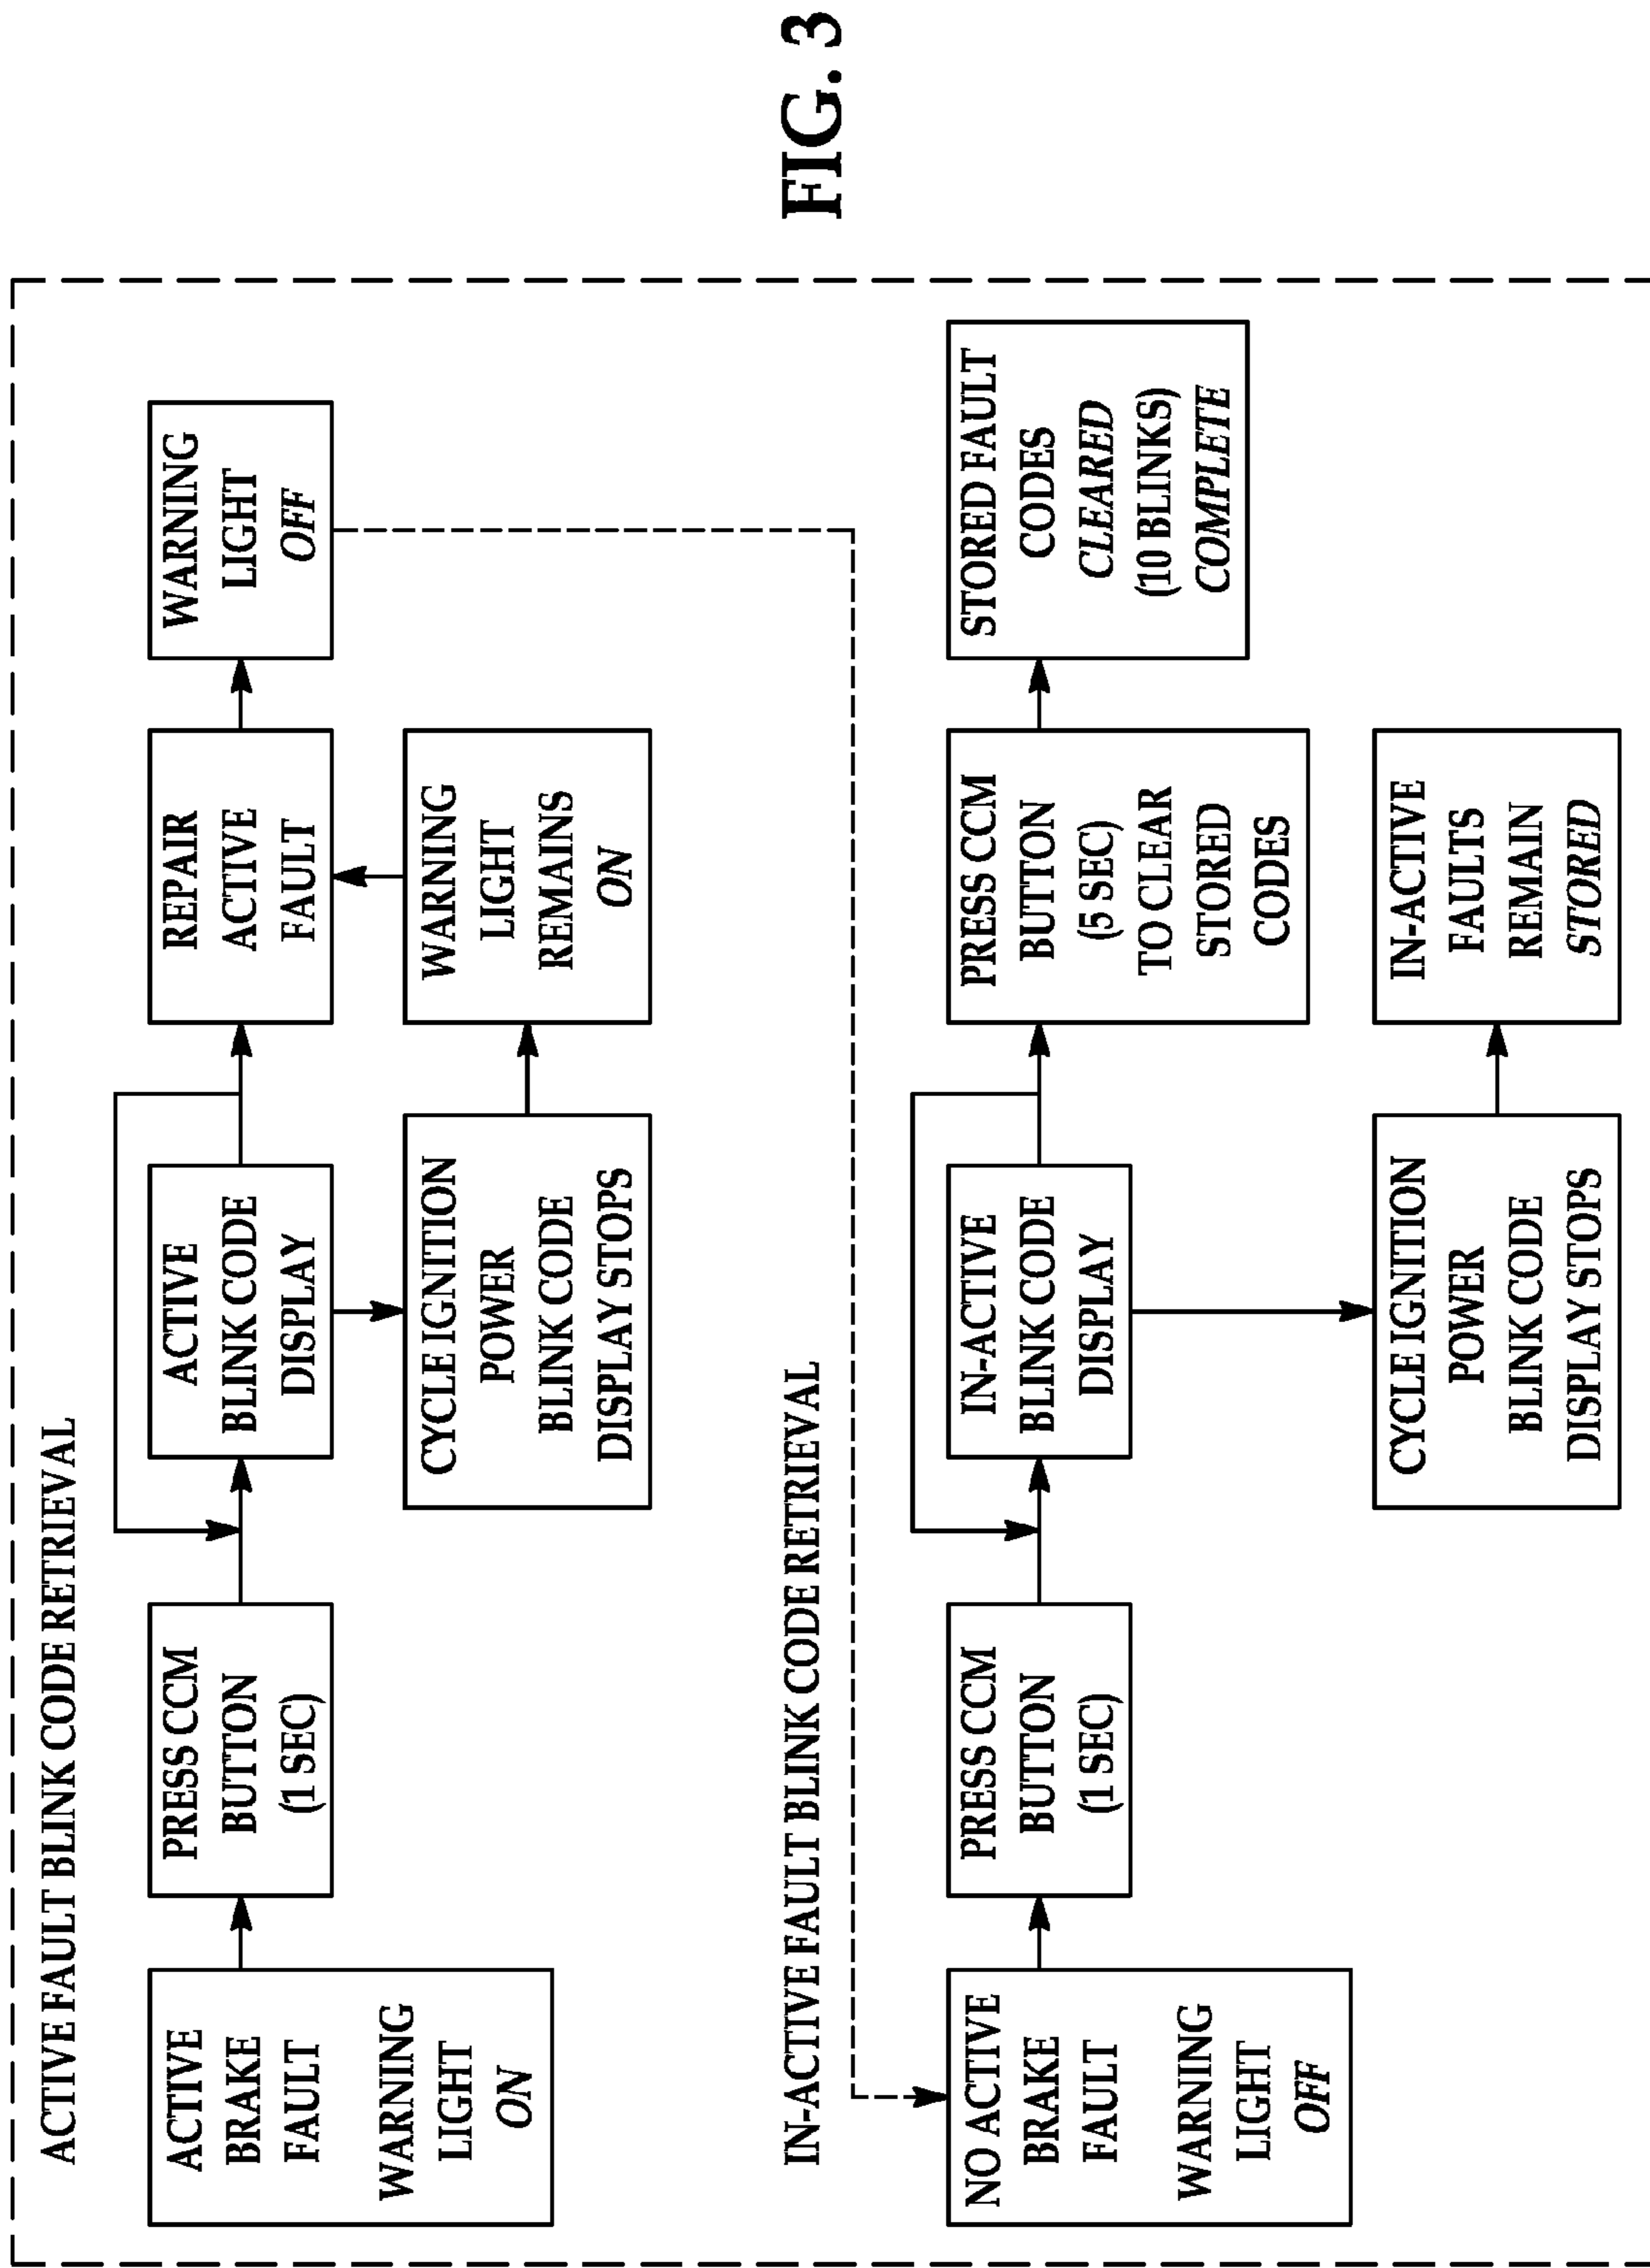 ACTIVE FAULT BLINK CODE RETRIEVAL
ACTIVE
BRAKE
FAULT
WARNING
LIGHT
ON
PRESS CCM
BUTTON
(1 SEC)
ACTIVE
BLINK CODE
DISPLAY
REPAIR
ACTIVE
FAULT
WARNING
LIGHT
OFF
CYCLE IGNITION
POWER
BLINK CODE
DISPLAY STOPS
WARNING
LIGHT
REMAINS
ON
IN-ACTIVE FAULT BLINK CODE RETRIEVAL
NO ACTIVE
BRAKE
FAULT
WARNING
LIGHT
OFF
PRESS CCM
BUTTON
(1 SEC)
IN-ACTIVE
BLINK CODE
DISPLAY
PRESS CCM
BUTTON
(5 SEC)
TO CLEAR
STORED
CODES
STORED FAULT
CODES
CLEARED
(10 BLINKS)
COMPLETE
CYCLE IGNITION
POWER
BLINK CODE
DISPLAY STOPS
IN-ACTIVE
FAULTS
REMAIN
STORED
FIG. 3